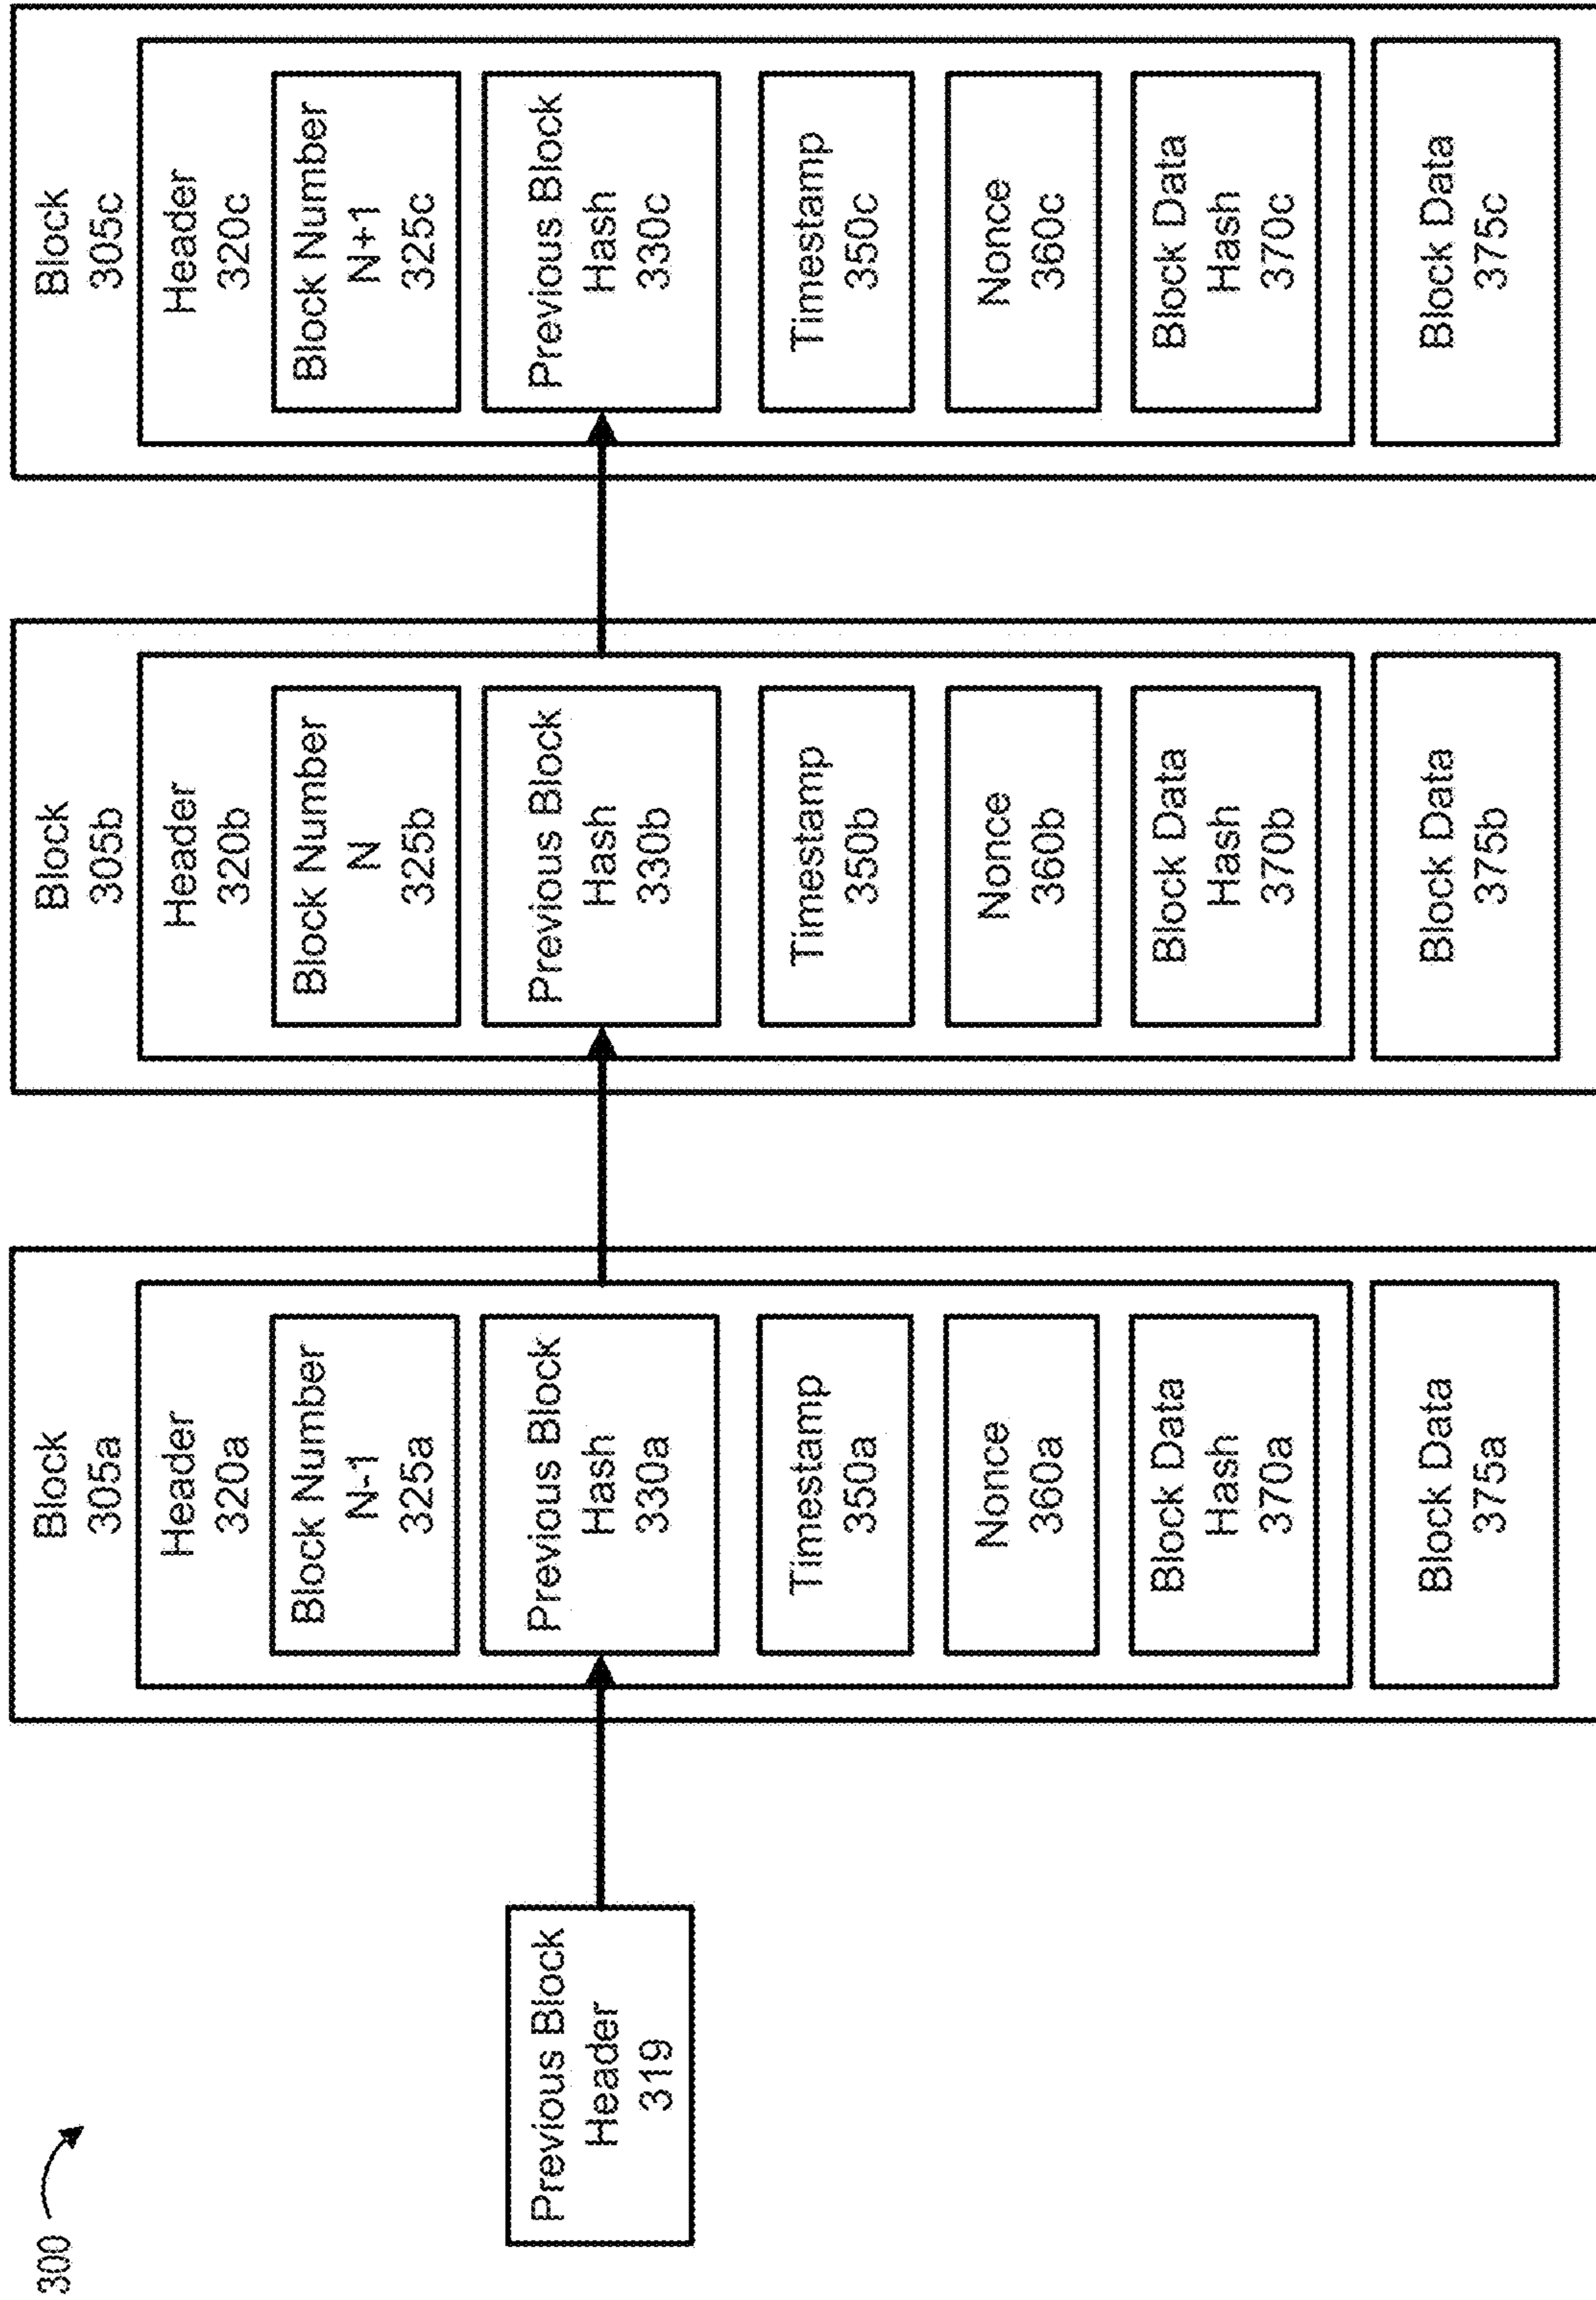 300
Previous Block
Header
319
Block
305a
Header
320a
Block Number
N-1
325a
Previous Block
Hash
330a
Timestamp
350a
Nonce
360a
Block Data
Hash
370a
Block Data
375a
Block
305b
Header
320b
Block Number
N
325b
Previous Block
Hash
330b
Timestamp
350b
Nonce
360b
Block Data
Hash
370b
Block Data
375b
Block
305c
Header
320c
Block Number
N+1
325c
Previous Block
Hash
330c
Timestamp
350c
Nonce
360c
Block Data
Hash
370c
Block Data
375c